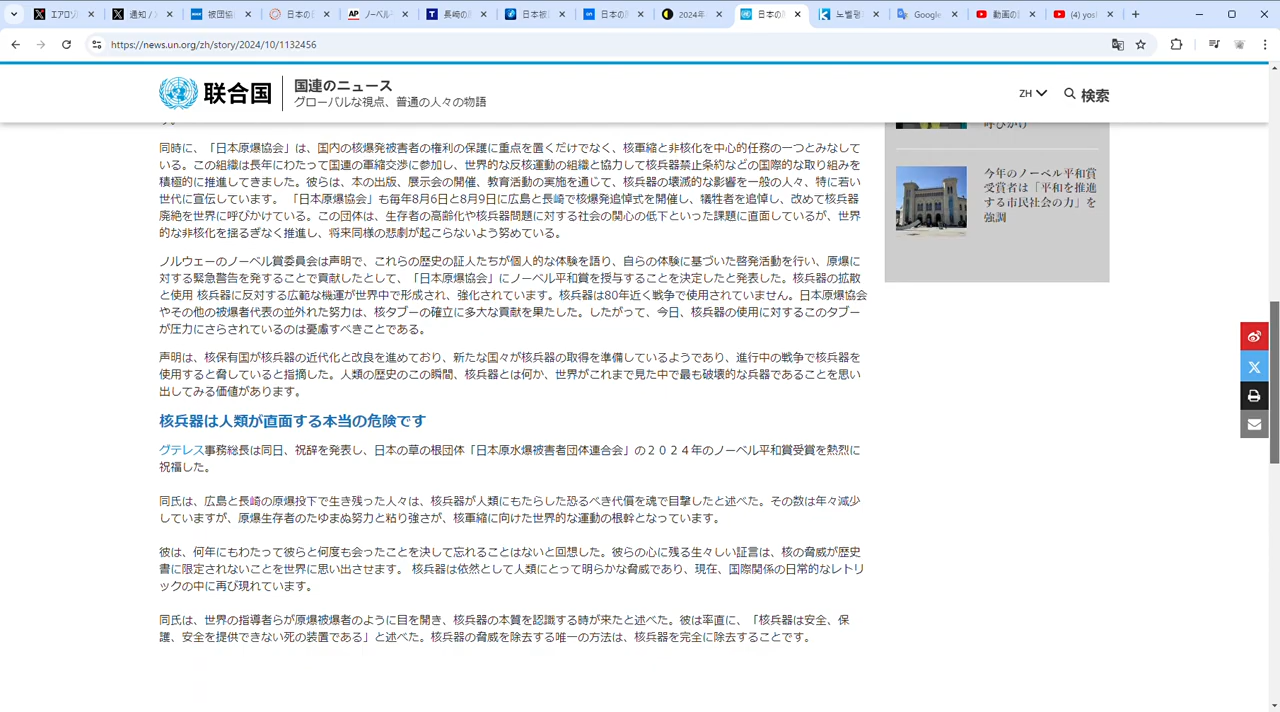 エアロゾ
通知 / X
被団協
日本の
ノーベル
長崎の
日本被
日本の
2024年
日本の
노벨평
Google
動画の
(4) yos
https://news.un.org/zh/story/2024/10/1132456
联合国
国連のニュース
グローバルな視点、普通の人々の物語
ZH
検索
す。
同時に、「日本原爆協会」は、国内の核爆発被害者の権利の保護に重点を置くだけでなく、核軍縮と非核化を中心的任務の一つとみなして
いる。この組織は長年にわたって国連の軍縮交渉に参加し、世界的な反核運動の組織と協力して核兵器禁止条約などの国際的な取り組みを
積極的に推進してきました。彼らは、本の出版、展示会の開催、教育活動の実施を通じて、核兵器の壊滅的な影響を一般の人々、特に若い
世代に宣伝しています。「日本原爆協会」も毎年8月6日と8月9日に広島と長崎で核爆発追悼式を開催し、犠牲者を追悼し、改めて核兵器
廃絶を世界に呼びかけている。この団体は、生存者の高齢化や核兵器問題に対する社会の関心の低下といった課題に直面しているが、世界
的な非核化をたゆみなく推進し、将来同様の悲劇が起こらないよう努めている。
ノルウェーのノーベル賞委員会は声明で、これらの歴史の証人たちが個人的な体験を語り、自らの体験に基づいた啓発活動を行い、原爆に
対する緊急警告を発することで貢献したとして、「日本原爆協会」にノーベル平和賞を授与することを決定したと発表した。核兵器の拡散
と使用 核兵器に反対する広範な機運が世界中で形成され、強化されています。核兵器は80年近く戦争で使用されていません。日本原爆協会
やその他の被爆者代表の並外れた努力は、核タブーの確立に多大な貢献を果たした。したがって、今日、核兵器の使用に対するこのタブー
が圧力にさらされているのは憂慮すべきことである。
声明は、核保有国が核兵器の近代化と改良を進めており、新たな国々が核兵器の取得を準備しているようであり、進行中の戦争で核兵器を
使用すると脅していると指摘した。人類の歴史のこの瞬間、核兵器とは何か、世界がこれまで見た中で最も破壊的な兵器であることを思い
出してみる価値があります。
核兵器は人類が直面する本当の危険です
グテレス事務総長は同日、祝辞を発表し、日本の草の根団体「日本原水爆被害者団体連合会」の２０２４年のノーベル平和賞受賞を熱烈に
祝福した。
同氏は、広島と長崎の原爆投下で生き残った人々は、核兵器が人類にもたらした恐るべき代償を魂で目撃したと述べた。その数は年々減少
していますが、原爆生存者のたゆまぬ努力と粘り強さが、核軍縮に向けた世界的な運動の根幹となっています。
彼は、何年にもわたって彼らと何度も会ったことを決して忘れることはないと回想した。彼らの心に残る生々しい証言は、核の脅威が歴史
書に限定されないことを世界に思い出させます。 核兵器は依然として人類にとって明らかな脅威であり、現在、国際関係の日常的なレトリ
ックの中に再び現れています。
同氏は、世界の指導者らが原爆被爆者のように目を開き、核兵器の本質を認識する時が来たと述べた。彼は率直に、「核兵器は安全、保
護、安全を提供できない死の装置である」と述べた。核兵器の脅威を除去する唯一の方法は、核兵器を完全に除去することです。
呼びかけ
今年のノーベル平和賞
受賞者は「平和を推進
する市民社会の力」を
強調